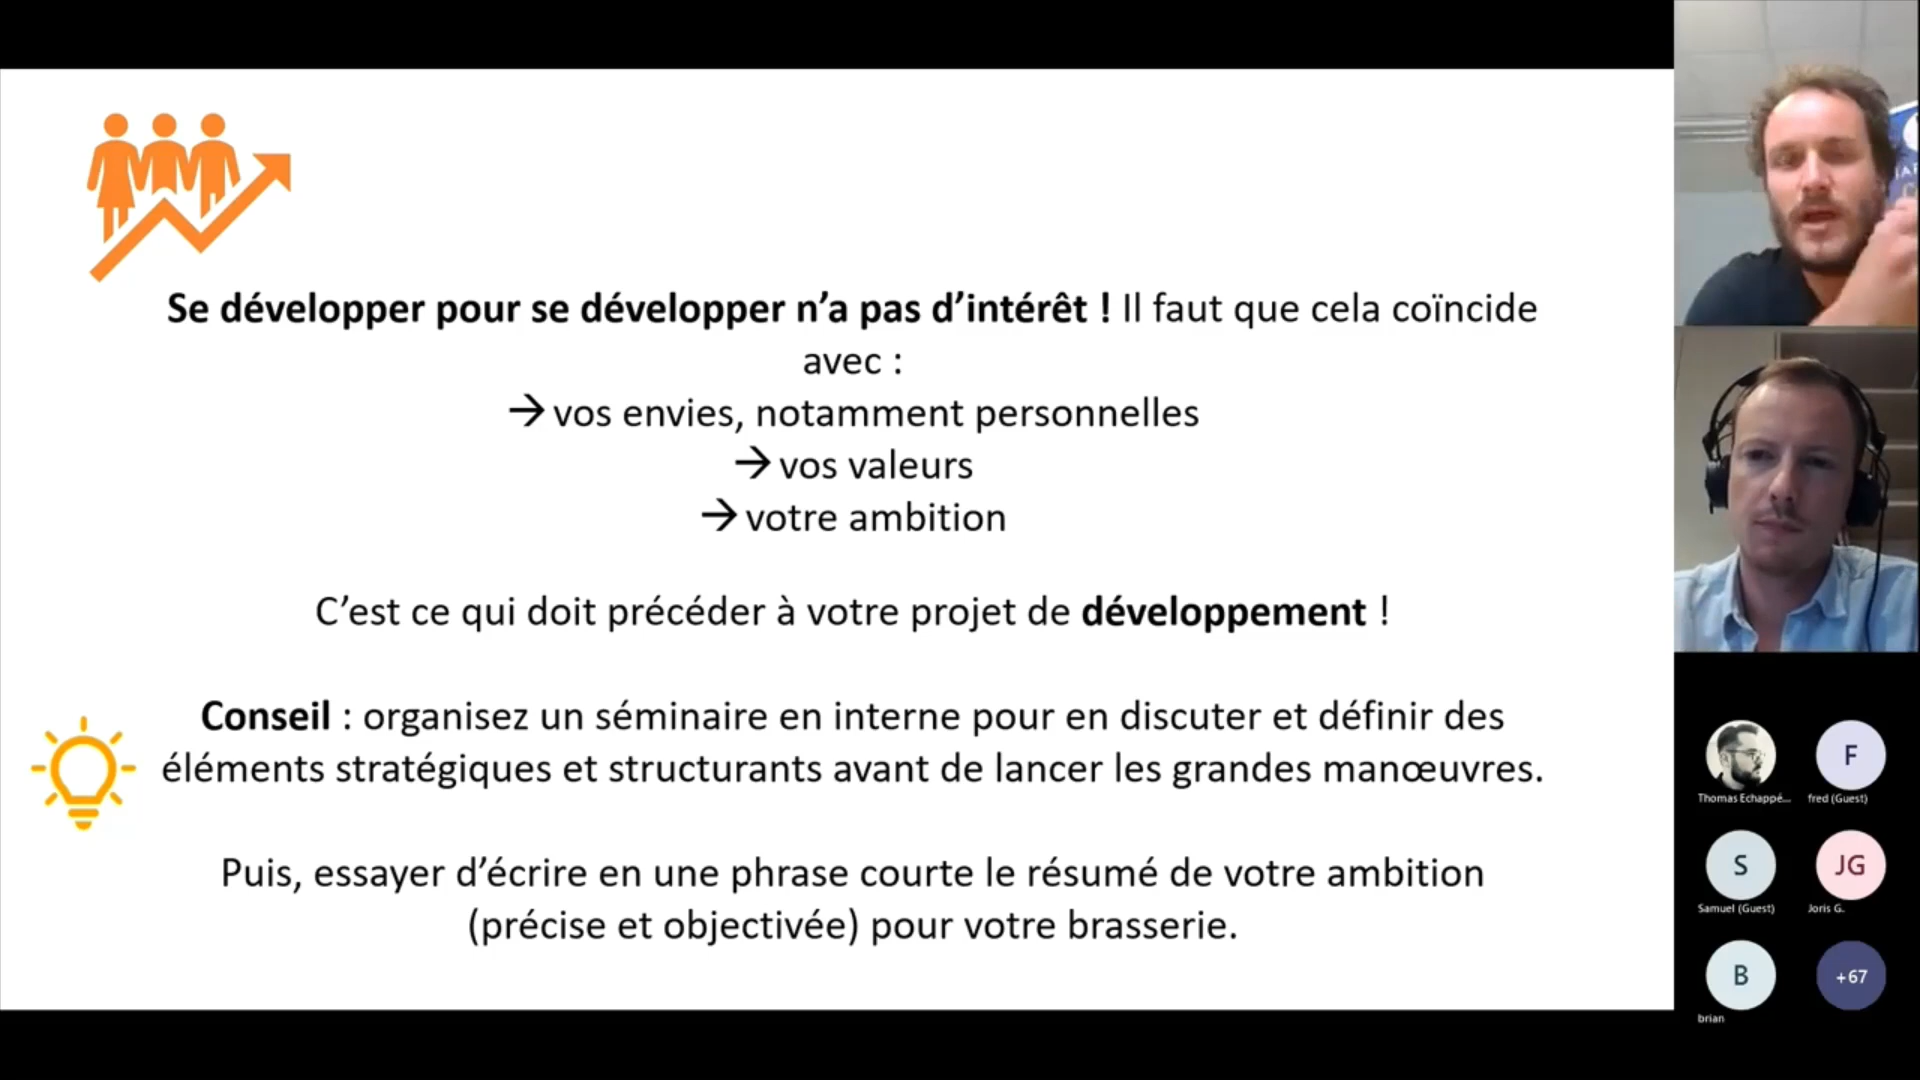 Se développer pour se développer n’a pas d’intérêt ! Il faut que cela coïncide
avec :
→ vos envies, notamment personnelles
→ vos valeurs
→ votre ambition
C’est ce qui doit précéder à votre projet de développement !
Conseil : organisez un séminaire en interne pour en discuter et définir des
éléments stratégiques et structurants avant de lancer les grandes manœuvres.
Puis, essayer d’écrire en une phrase courte le résumé de votre ambition
(précise et objectivée) pour votre brasserie.
Thomas Echappé...
F
fred (Guest)
S
Samuel (Guest)
JG
Joris G.
B
brian
+67